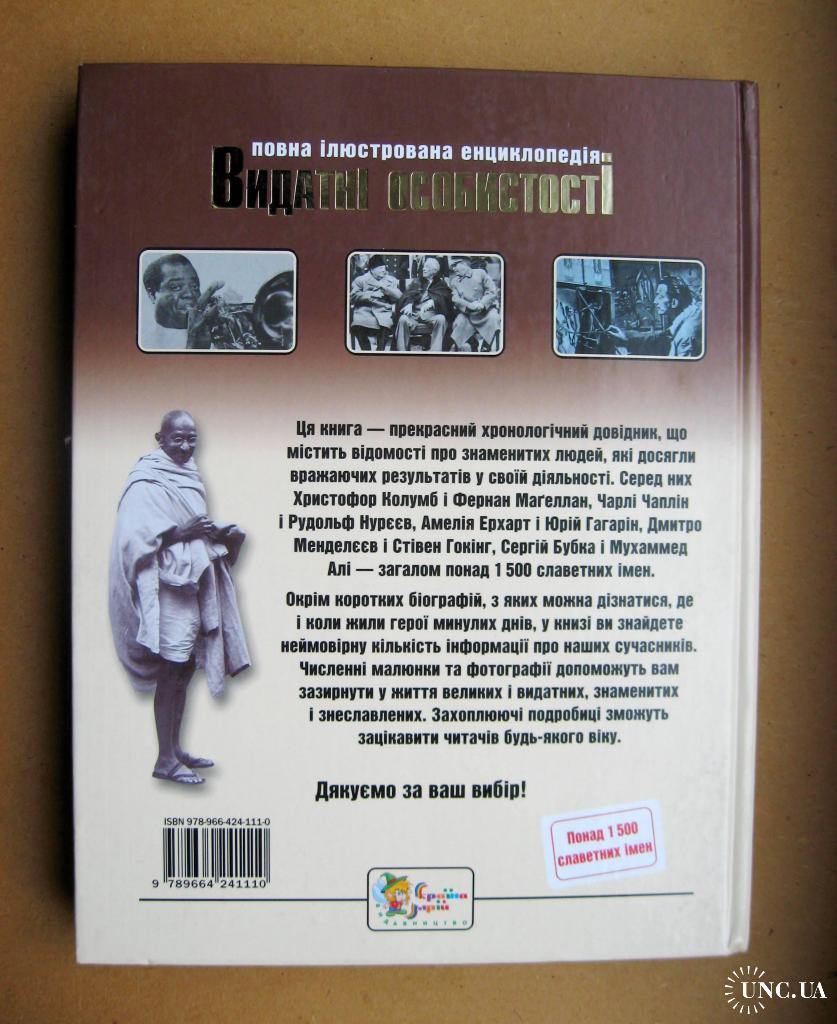 повна ілюстрована енциклопедія
Видатні особистості
Ця книга — прекрасний хронологічний довідник, що
містить відомості про знаменитих людей, які досягли
вражаючих результатів у своїй діяльності. Серед них
Христофор Колумб і Фернан Маґеллан, Чарлі Чаплін
і Рудольф Нурєєв, Амелія Ерхарт і Юрій Гагарін, Дмитро
Менделєєв і Стівен Гокінг, Сергій Бубка і Мухаммед
Алі — загалом понад 1 500 славетних імен.
Окрім коротких біографій, з яких можна дізнатися, де
і коли жили герої минулих днів, у книзі ви знайдете
неймовірну кількість інформації про наших сучасників.
Численні малюнки та фотографії допоможуть вам
зазирнути у життя великих і видатних, знаменитих
і знеславлених. Захоплюючі подробиці зможуть
зацікавити читачів будь-якого віку.
Дякуємо за ваш вибір!
ISBN 978-966-424-111-0
9 789664 241110
Понад 1 500
славетних імен
Країна
Мрій
видавництво
UNC.UA